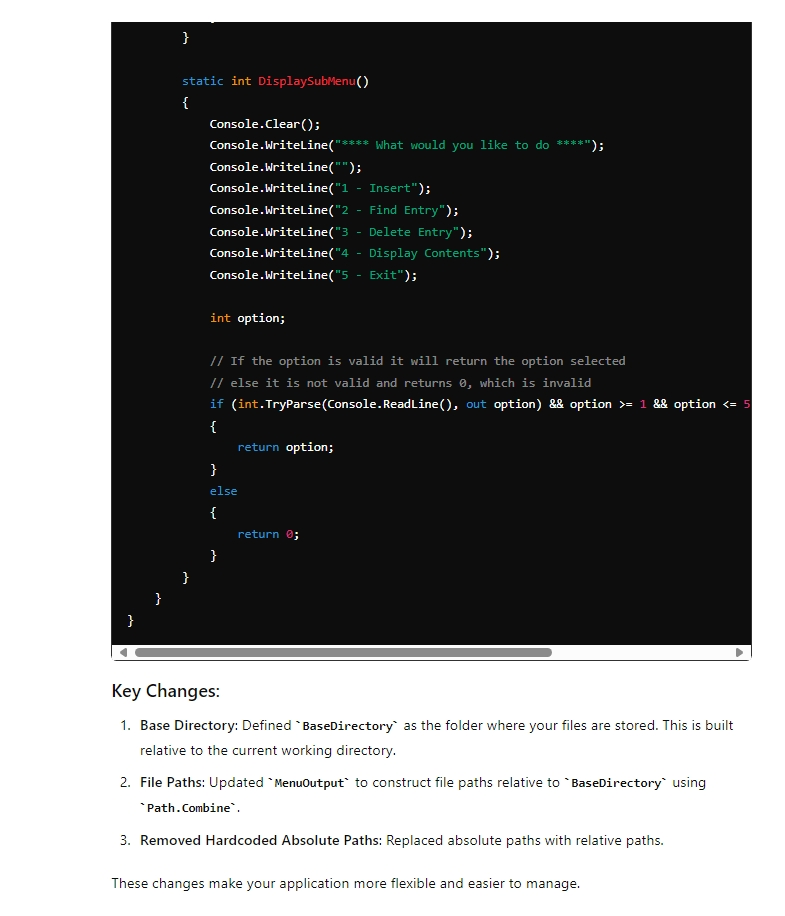 }
static int DisplaySubMenu()
{
Console.Clear();
Console.WriteLine("**** What would you like to do ****");
Console.WriteLine("");
Console.WriteLine("1 - Insert");
Console.WriteLine("2 - Find Entry");
Console.WriteLine("3 - Delete Entry");
Console.WriteLine("4 - Display Contents");
Console.WriteLine("5 - Exit");
int option;
// If the option is valid it will return the option selected
// else it is not valid and returns 0, which is invalid
if (int.TryParse(Console.ReadLine(), out option) && option >= 1 && option <= 5
{
return option;
}
else
{
return 0;
}
}
}
}
Key Changes:
1. Base Directory: Defined `BaseDirectory` as the folder where your files are stored. This is built
relative to the current working directory.
2. File Paths: Updated `MenuOutput` to construct file paths relative to `BaseDirectory` using
`Path.Combine`.
3. Removed Hardcoded Absolute Paths: Replaced absolute paths with relative paths.
These changes make your application more flexible and easier to manage.